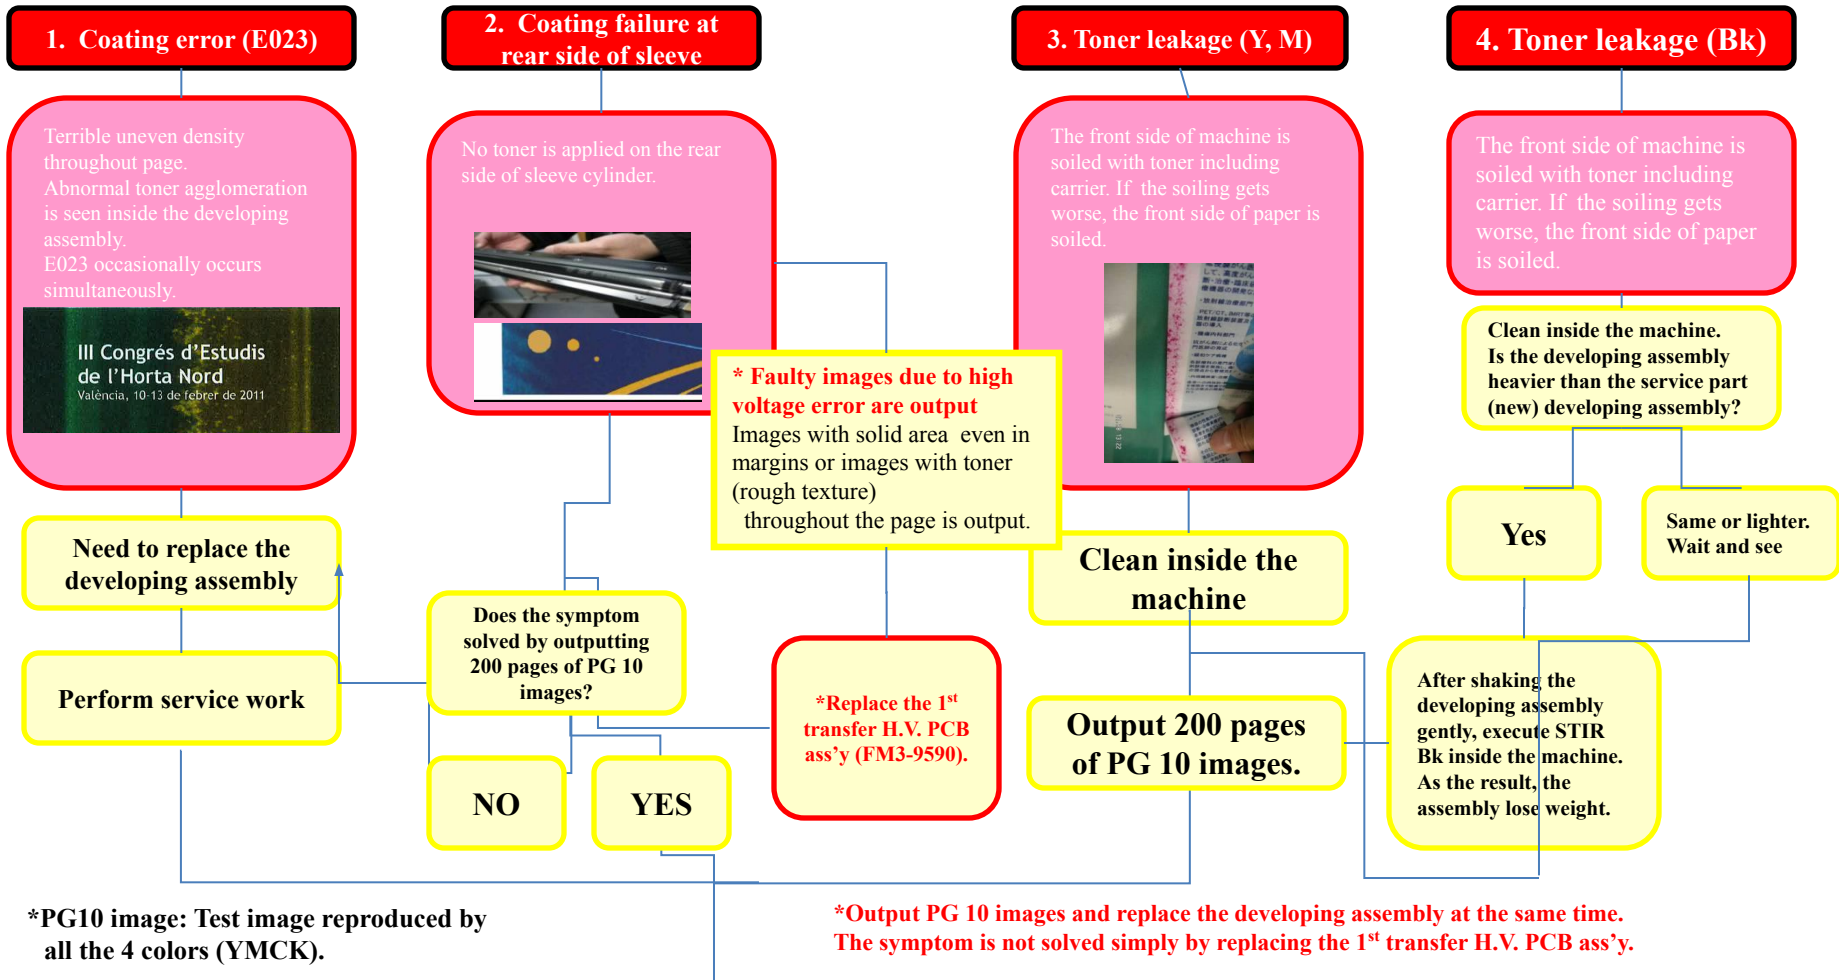 1.  Coating error (E023)
2.  Coating failure at
rear side of sleeve
3. Toner leakage (Y, M)
4. Toner leakage (Bk)
Terrible uneven density
throughout page.
Abnormal toner agglomeration
is seen inside the developing
assembly.
E023 occasionally occurs
simultaneously.
III Congrés d'Estudis
de l'Horta Nord
València, 10-13 de febrer de 2011
Need to replace the
developing assembly
Perform service work
No toner is applied on the rear
side of sleeve cylinder.
* Faulty images due to high
voltage error are output
Images with solid area  even in
margins or images with toner
(rough texture)
throughout the page is output.
Does the symptom
solved by outputting
200 pages of PG 10
images?
NO
YES
*Replace the 1st
transfer H.V. PCB
ass’y (FM3-9590).
The front side of machine is
soiled with toner including
carrier. If  the soiling gets
worse, the front side of paper is
soiled.
Clean inside the
machine
Output 200 pages
of PG 10 images.
The front side of machine is
soiled with toner including
carrier. If  the soiling gets
worse, the front side of paper
is soiled.
Clean inside the machine.
Is the developing assembly
heavier than the service part
(new) developing assembly?
Yes
Same or lighter.
Wait and see
After shaking the
developing assembly
gently, execute STIR
Bk inside the machine.
As the result, the
assembly lose weight.
*PG10 image: Test image reproduced by
all the 4 colors (YMCK).
*Output PG 10 images and replace the developing assembly at the same time.
The symptom is not solved simply by replacing the 1st transfer H.V. PCB ass’y.